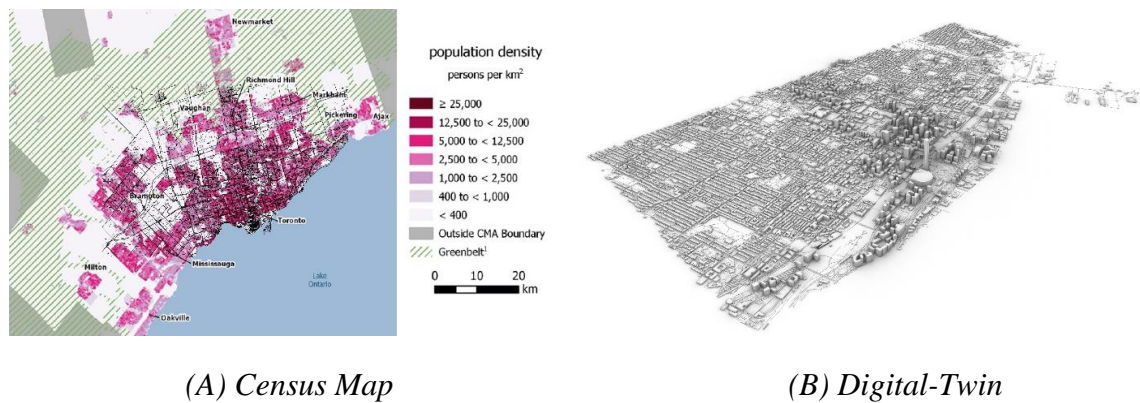 Newmarket
Richmond Hill
Markham
Vaughan
Pickering
Ajax
Brampton
Toronto
Mississauga
Milton
Lake
Ontario
Oakville
population density
persons per km²
≥ 25,000
12,500 to < 25,000
5,000 to < 12,500
2,500 to < 5,000
1,000 to < 2,500
400 to < 1,000
< 400
Outside CMA Boundary
Greenbelt¹
0 10 20
km
(A) Census Map
(B) Digital-Twin